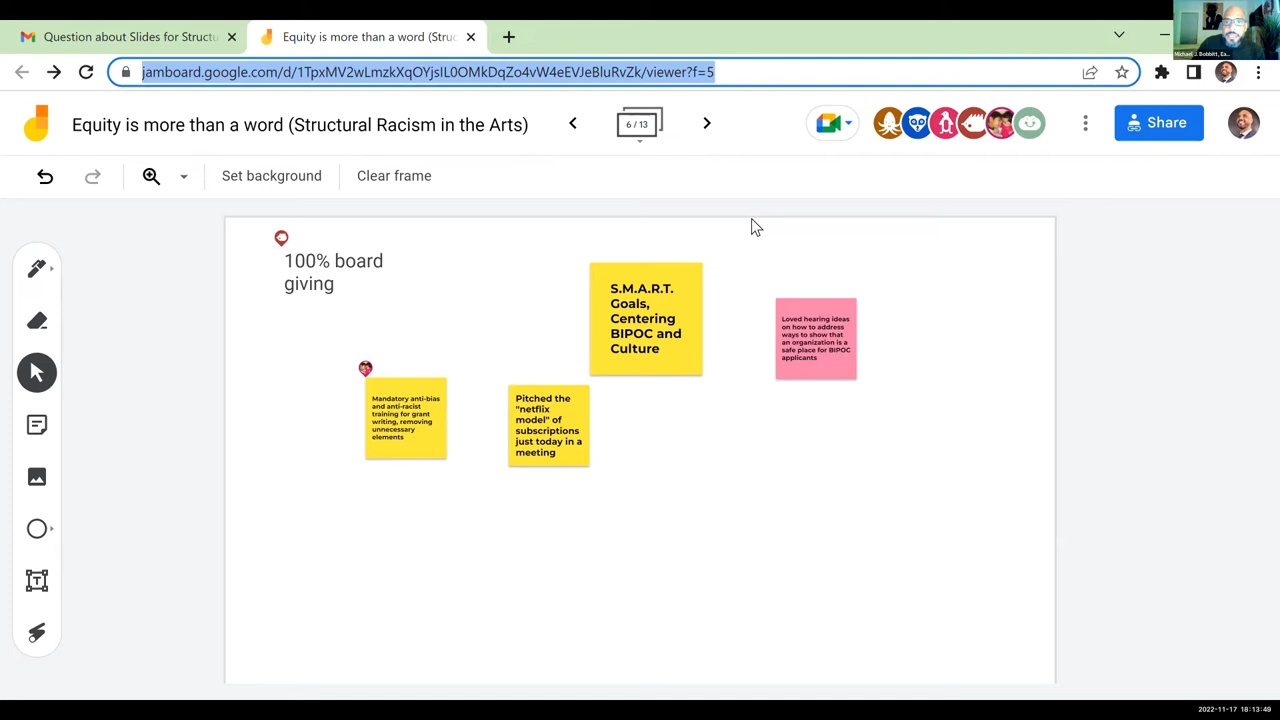 Question about Slides for Structu
Equity is more than a word (Struc
Michael J. Bobbitt, Ea...
jamboard.google.com/d/1TpxMV2wLmzkXqOYjsIL0OMkDqZo4vW4eEVJeBluRvZk/viewer?f=5
Equity is more than a word (Structural Racism in the Arts)
6 / 13
Share
Set background
Clear frame
100% board
giving
S.M.A.R.T.
Goals,
Centering
BIPOC and
Culture
Loved hearing ideas
on how to address
ways to show that
an organization is a
safe place for BIPOC
applicants
Mandatory anti-bias
and anti-racist
training for grant
writing, removing
unnecessary
elements
Pitched the
"netflix
model" of
subscriptions
just today in a
meeting
2022-11-17 18:13:49